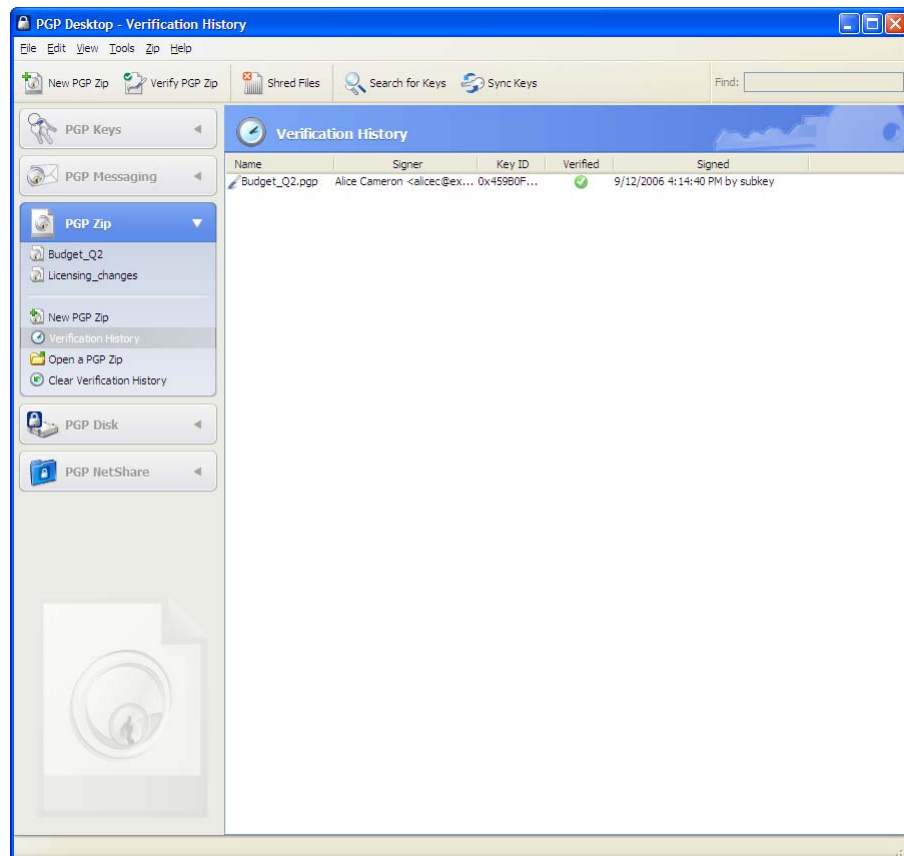 PGP Desktop - Verification History
File Edit View Tools Zip Help
New PGP Zip Verify PGP Zip Shred Files Search for Keys Sync Keys Find:
PGP Keys
PGP Messaging
PGP Zip
Budget_Q2
Licensing_changes
New PGP Zip
Verification History
Open a PGP Zip
Clear Verification History
PGP Disk
PGP NetShare
Verification History
Name Signer Key ID Verified Signed
Budget_Q2.pgp Alice Cameron <alicec@ex... 0x459B0F... 9/12/2006 4:14:40 PM by subkey